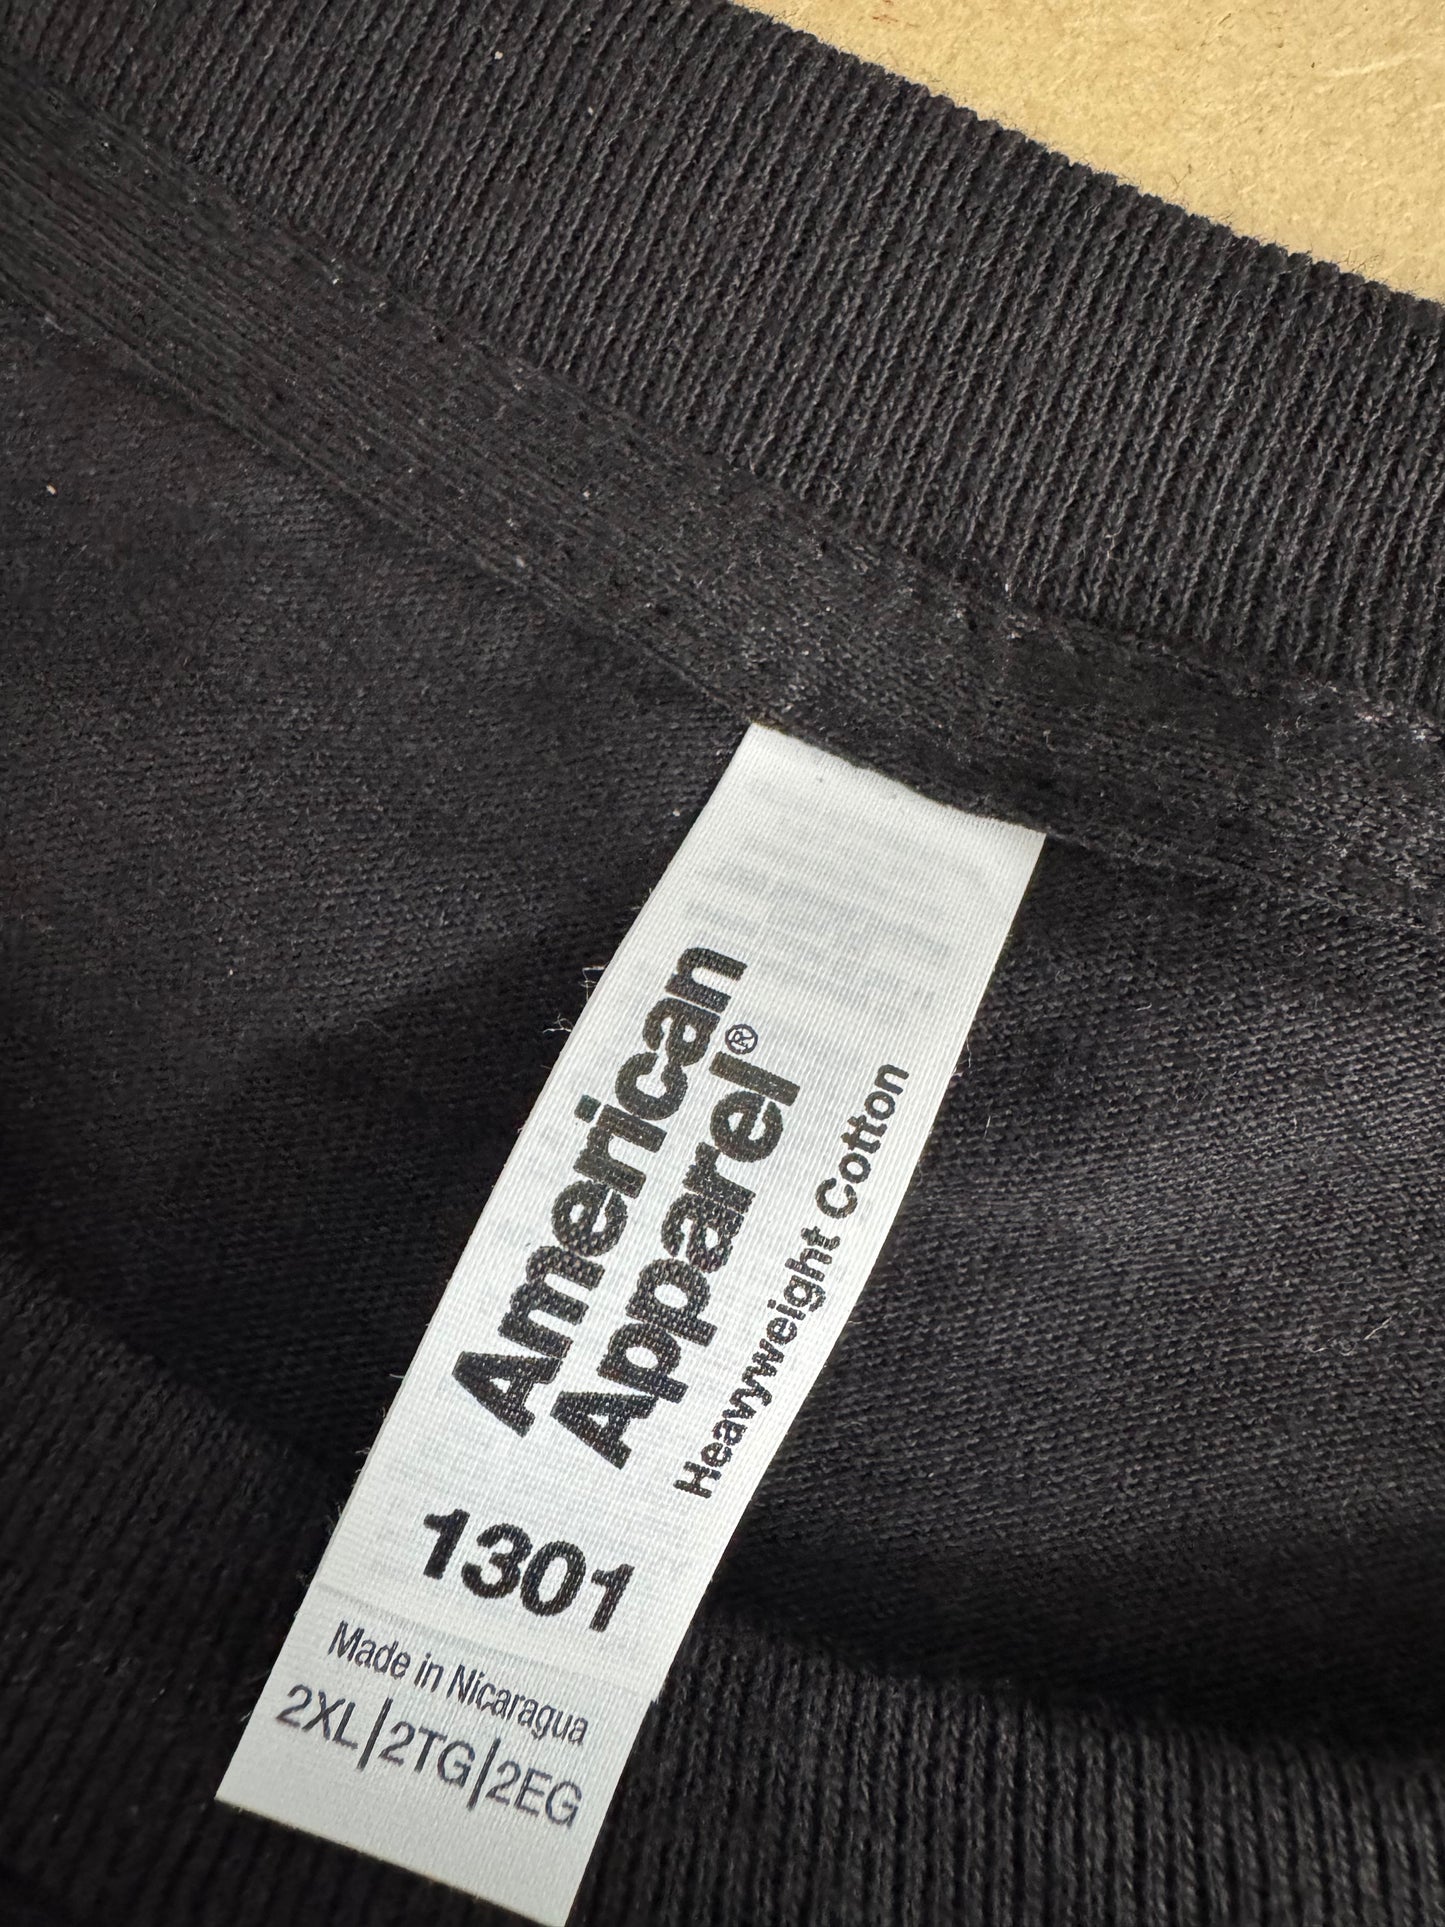 American
Apparel®
Heavyweight Cotton
1301
Made in Nicaragua
2XL|2TG|2EG